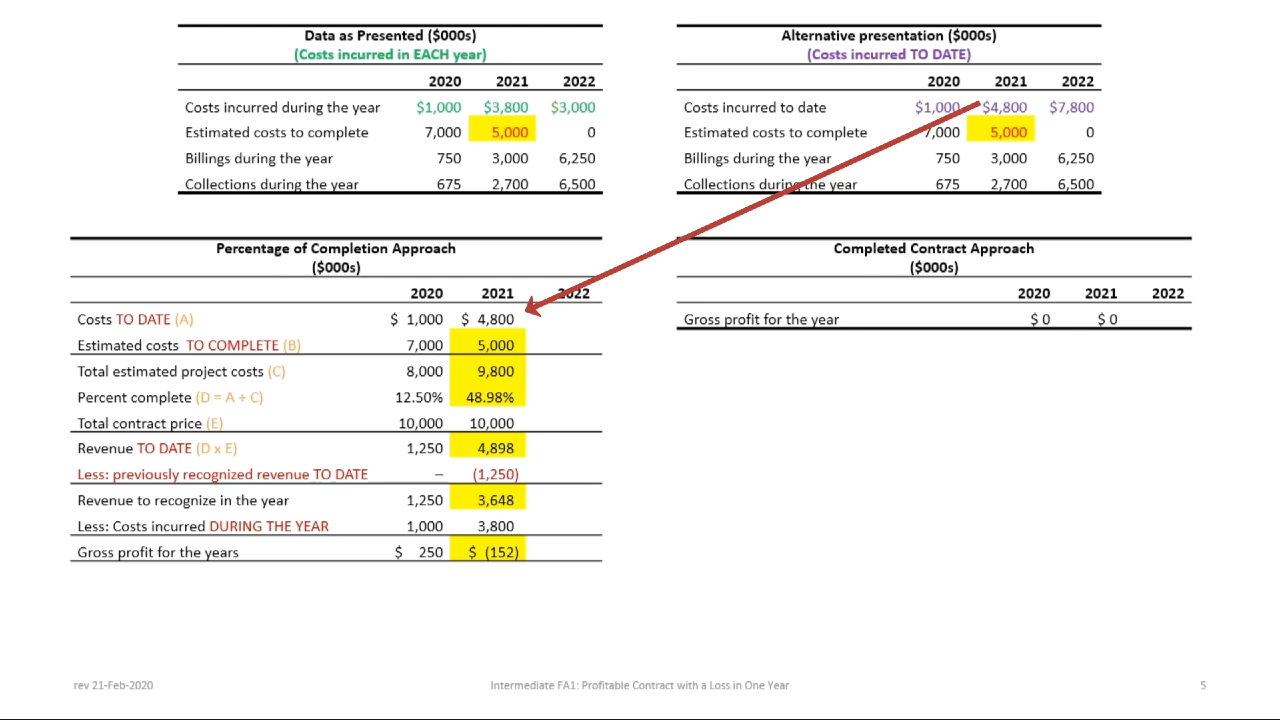 Data as Presented ($000s)
(Costs incurred in EACH year)
2020 2021 2022
Costs incurred during the year $1,000 $3,800 $3,000
Estimated costs to complete 7,000 5,000 0
Billings during the year 750 3,000 6,250
Collections during the year 675 2,700 6,500
Alternative presentation ($000s)
(Costs incurred TO DATE)
2020 2021 2022
Costs incurred to date $1,000 $4,800 $7,800
Estimated costs to complete 7,000 5,000 0
Billings during the year 750 3,000 6,250
Collections during the year 675 2,700 6,500
Percentage of Completion Approach
($000s)
2020 2021 2022
Costs TO DATE (A) $ 1,000 $ 4,800
Estimated costs TO COMPLETE (B) 7,000 5,000
Total estimated project costs (C) 8,000 9,800
Percent complete (D = A ÷ C) 12.50% 48.98%
Total contract price (E) 10,000 10,000
Revenue TO DATE (D x E) 1,250 4,898
Less: previously recognized revenue TO DATE – (1,250)
Revenue to recognize in the year 1,250 3,648
Less: Costs incurred DURING THE YEAR 1,000 3,800
Gross profit for the years $ 250 $ (152)
Completed Contract Approach
($000s)
2020 2021 2022
Gross profit for the year $ 0 $ 0
rev 21-Feb-2020
Intermediate FA1: Profitable Contract with a Loss in One Year
5